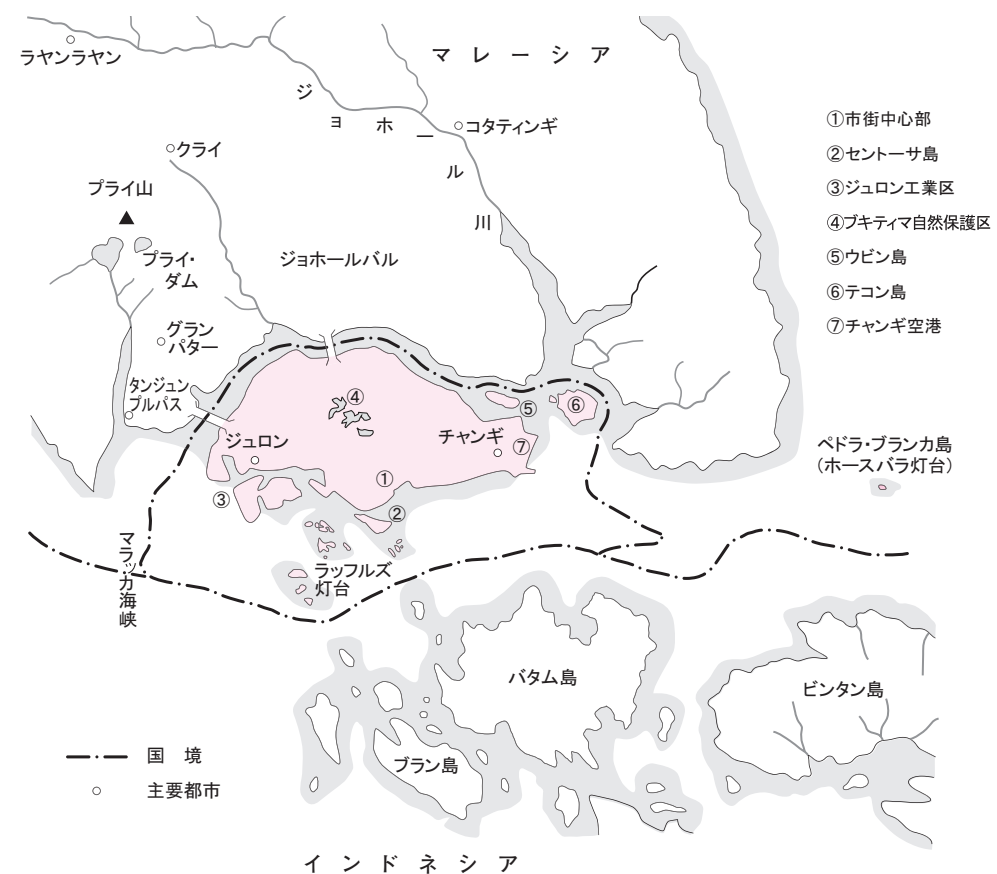 ラヤンラヤン
マレーシア
ジョホール川
コタティンギ
クライ
プライ山
プライ・
ダム
ジョホールバル
グラン
パター
タンジュン
プルパス
ジュロン
チャンギ
①
②
③
④
⑤
⑥
⑦
①市街中心部
②セントーサ島
③ジュロン工業区
④ブキティマ自然保護区
⑤ウビン島
⑥テコン島
⑦チャンギ空港
ペドラ・ブランカ島
(ホースバラ灯台)
マラッカ海峡
ラッフルズ
灯台
バタム島
ビンタン島
ブラン島
国 境
主要都市
インドネシア